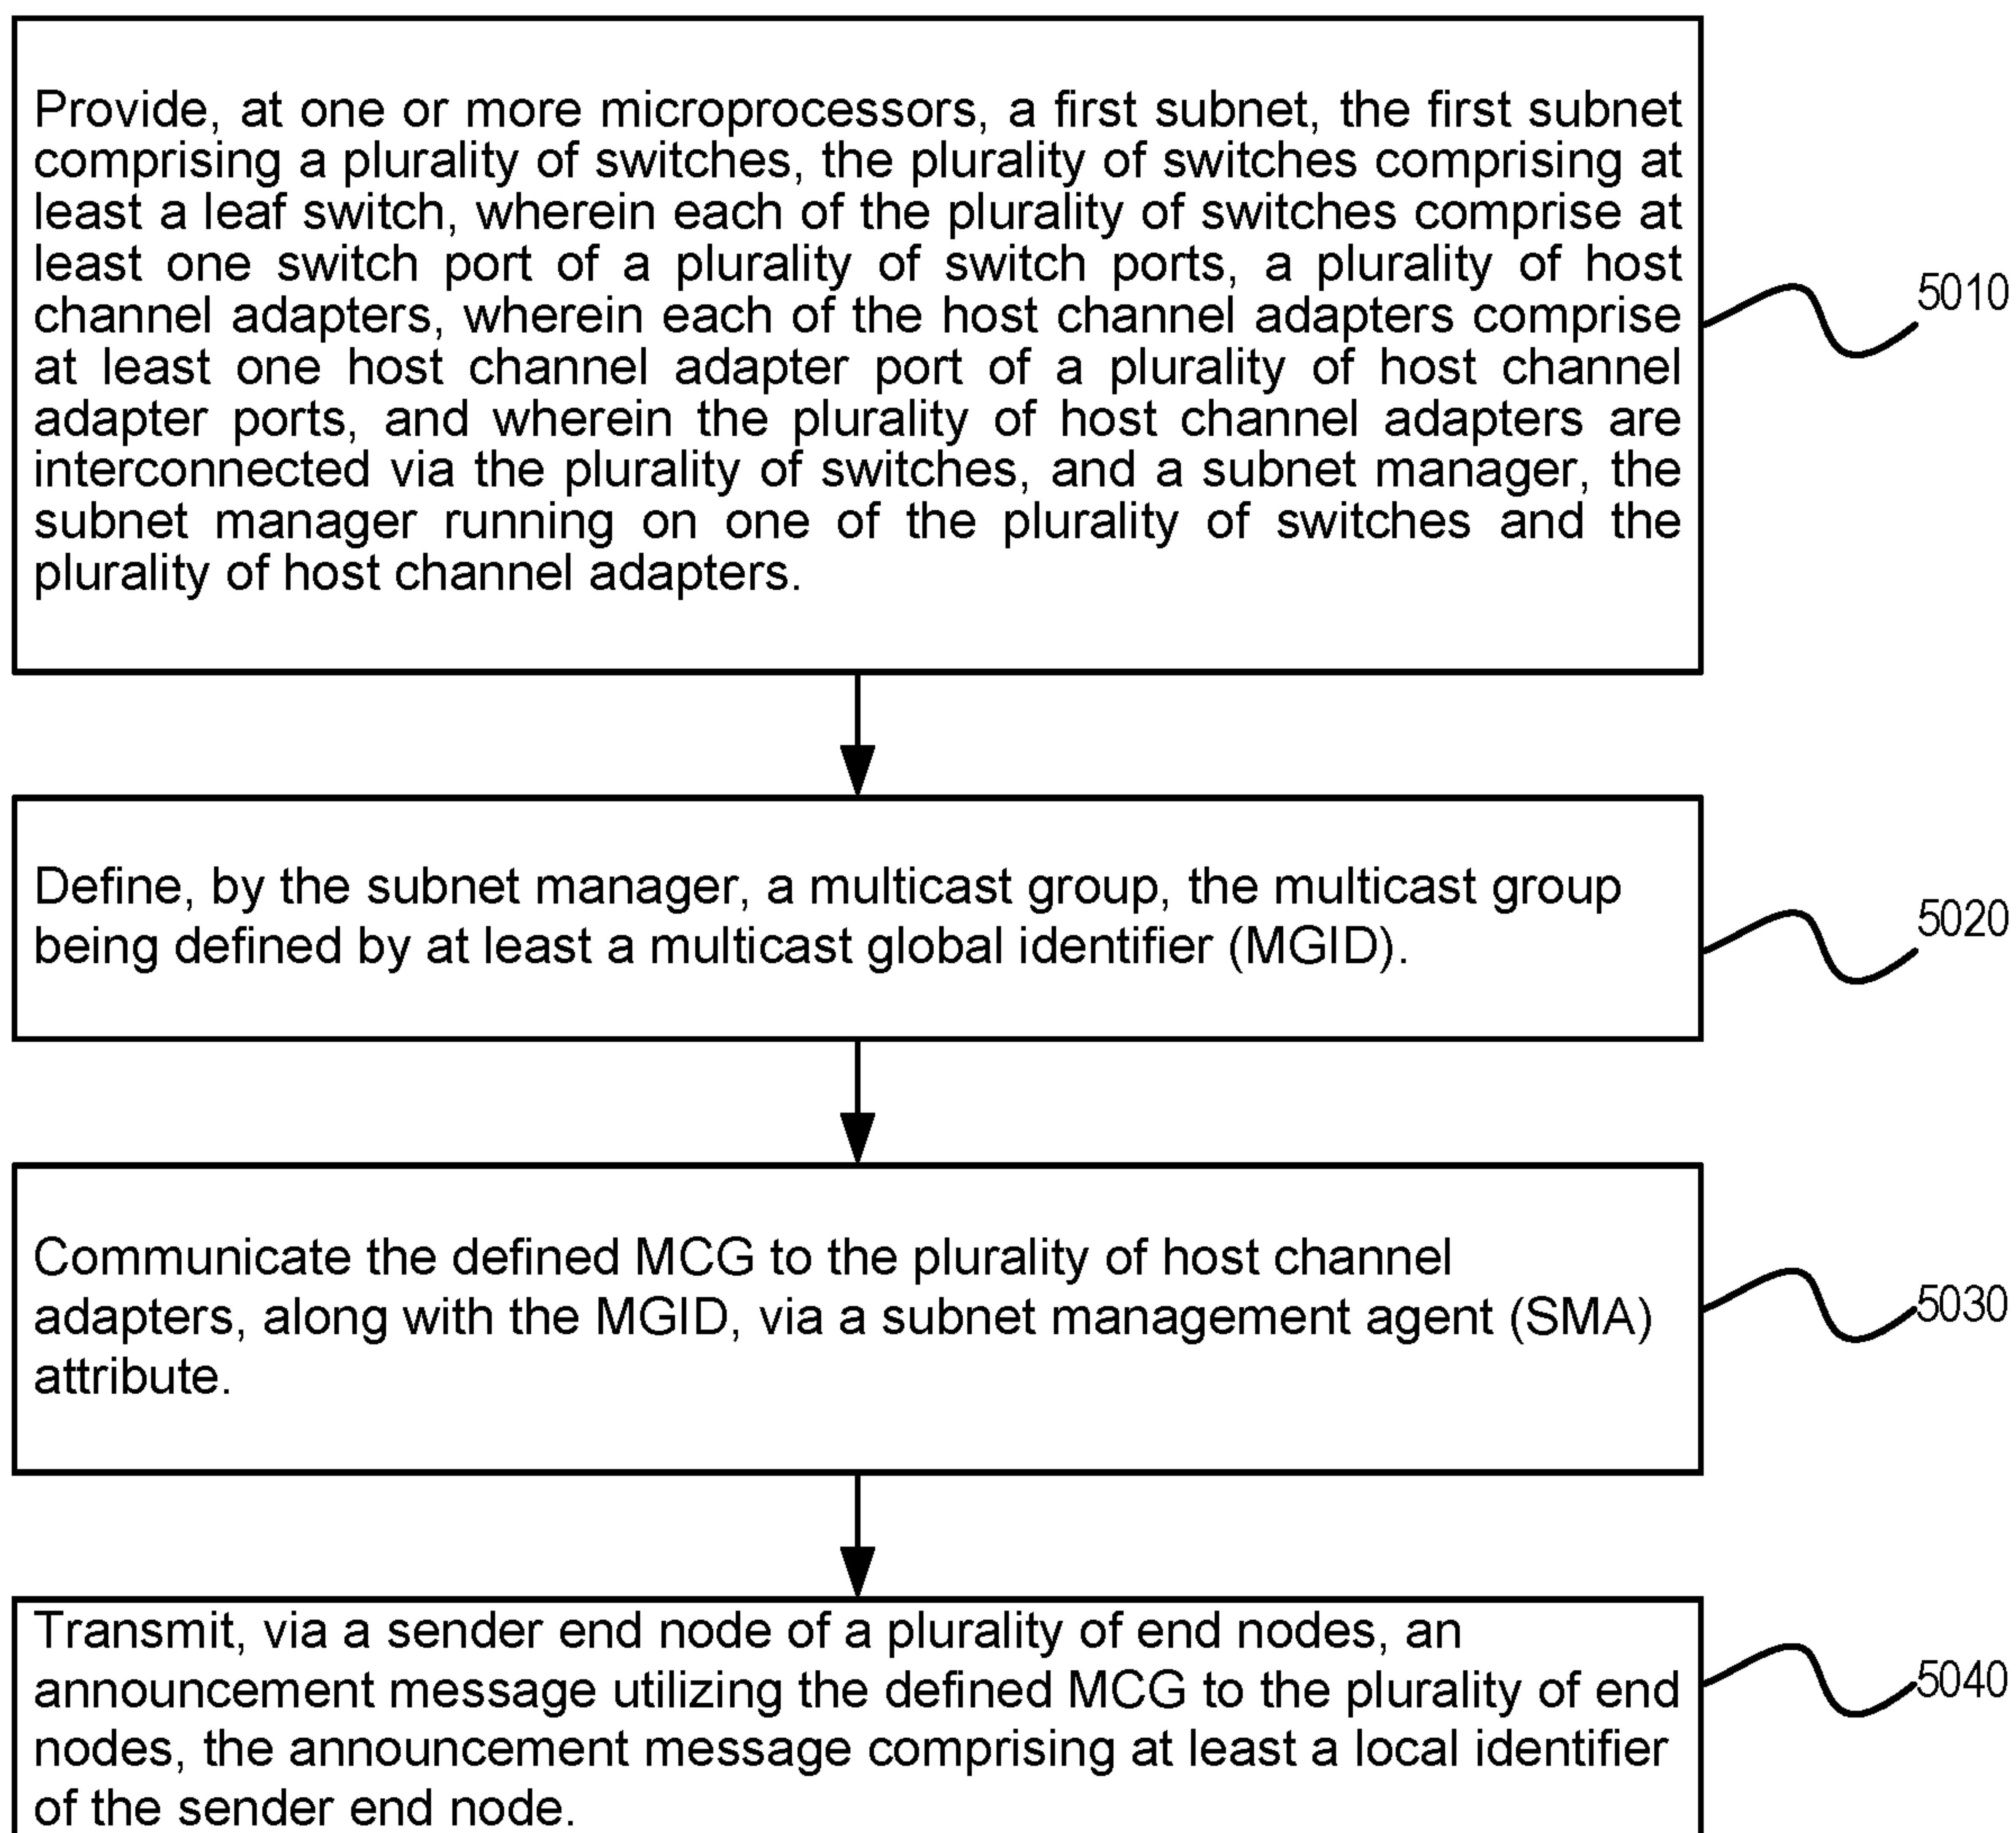 Provide, at one or more microprocessors, a first subnet, the first subnet
comprising a plurality of switches, the plurality of switches comprising at
least a leaf switch, wherein each of the plurality of switches comprise at
least one switch port of a plurality of switch ports, a plurality of host
channel adapters, wherein each of the host channel adapters comprise
at least one host channel adapter port of a plurality of host channel
adapter ports, and wherein the plurality of host channel adapters are
interconnected via the plurality of switches, and a subnet manager, the
subnet manager running on one of the plurality of switches and the
plurality of host channel adapters.
5010
Define, by the subnet manager, a multicast group, the multicast group
being defined by at least a multicast global identifier (MGID).
5020
Communicate the defined MCG to the plurality of host channel
adapters, along with the MGID, via a subnet management agent (SMA)
attribute.
5030
Transmit, via a sender end node of a plurality of end nodes, an
announcement message utilizing the defined MCG to the plurality of end
nodes, the announcement message comprising at least a local identifier
of the sender end node.
5040